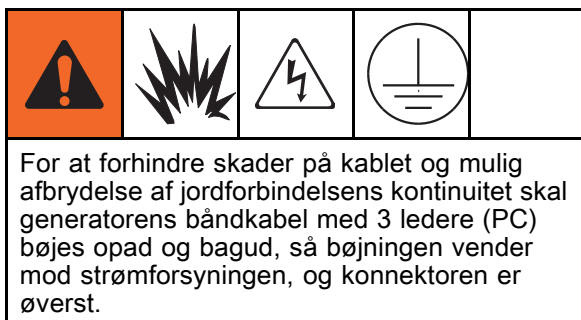 For at forhindre skader på kablet og mulig
afbrydelse af jordforbindelsens kontinuitet skal
generatorens båndkabel med 3 ledere (PC)
bøjes opad og bagud, så bøjningen vender
mod strømforsyningen, og konnektoren er
øverst.